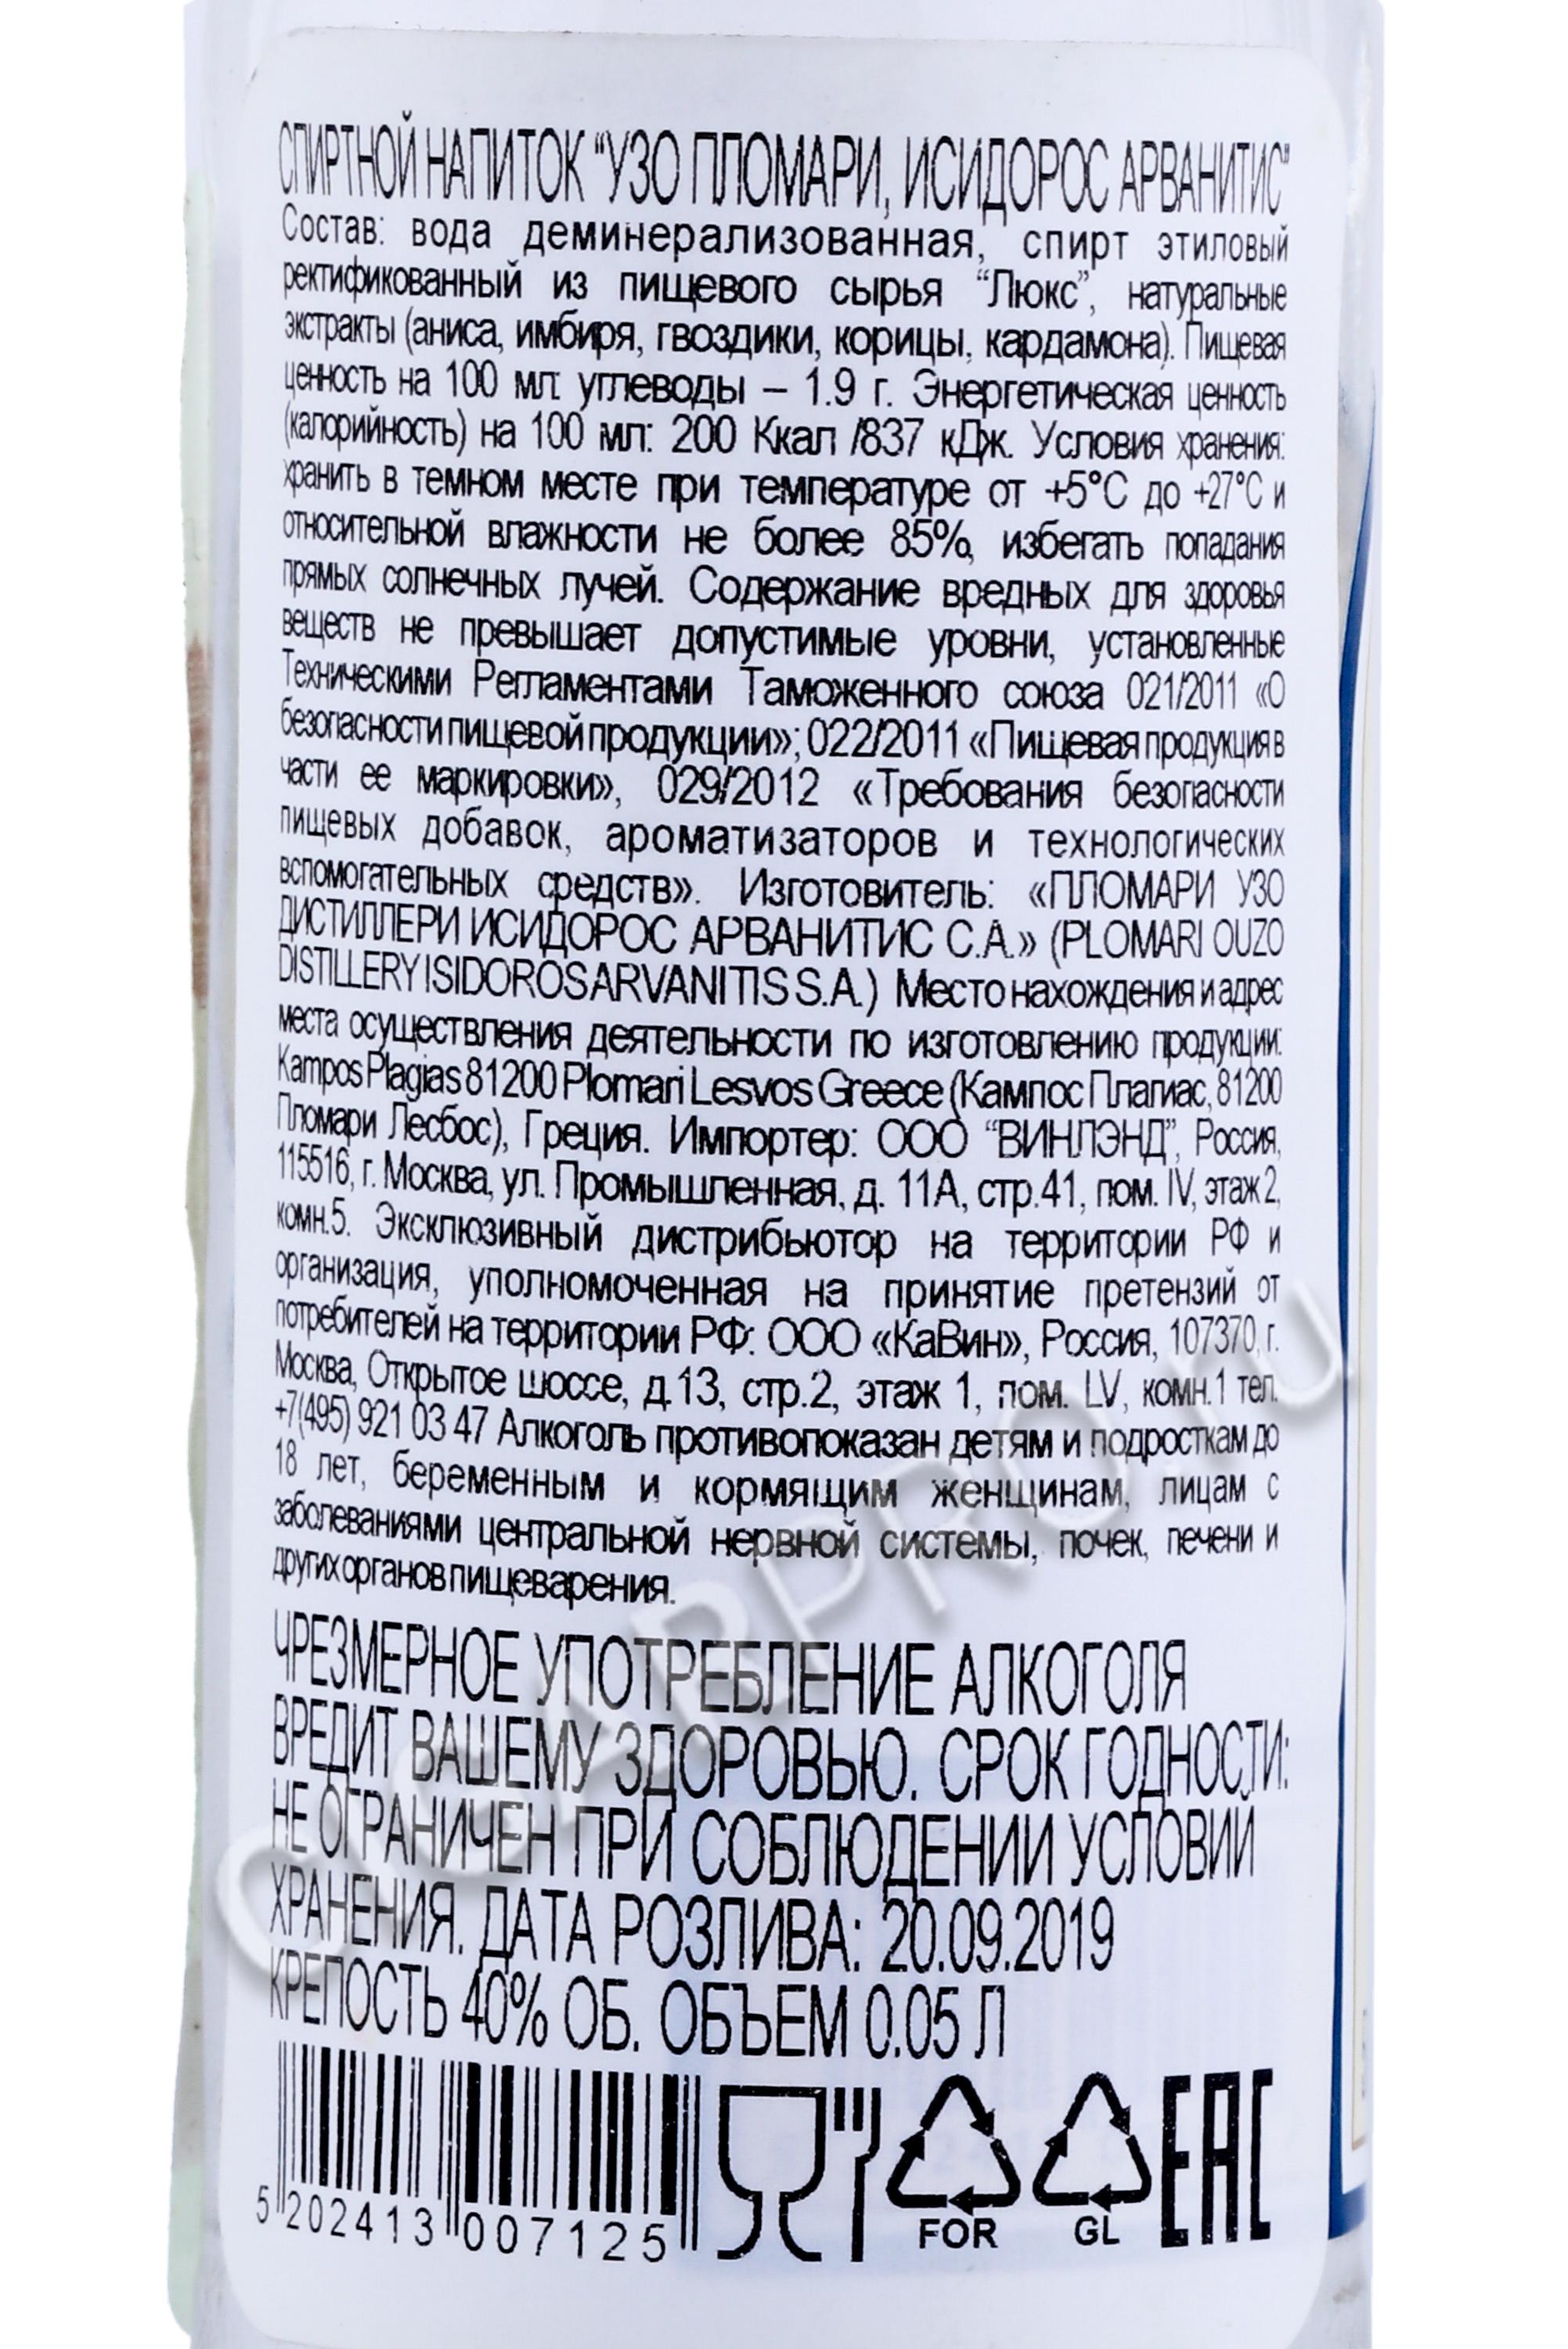 СПИРТНОЙ НАПИТОК “УЗО ПЛОМАРИ, ИСИДОРОС АРВАНИТИС”
Состав: вода деминерализованная, спирт этиловый
ректификованный из пищевого сырья “Люкс”, натуральные
экстракты (аниса, имбиря, гвоздики, корицы, кардамона). Пищевая
ценность на 100 мл: углеводы – 1.9 г. Энергетическая ценность
(калорийность) на 100 мл: 200 Ккал /837 кДж. Условия хранения:
хранить в темном месте при температуре от +5°С до +27°С и
относительной влажности не более 85%, избегать попадания
прямых солнечных лучей. Содержание вредных для здоровья
веществ не превышает допустимые уровни, установленные
Техническими Регламентами Таможенного союза 021/2011 «О
безопасности пищевой продукции»; 022/2011 «Пищевая продукция в
части ее маркировки», 029/2012 «Требования безопасности
пищевых добавок, ароматизаторов и технологических
вспомогательных средств». Изготовитель: «ПЛОМАРИ УЗО
ДИСТИЛЛЕРИ ИСИДОРОС АРВАНИТИС С.А.» (PLOMARI OUZO
DISTILLERY ISIDOROS ARVANITIS S.A.) Место нахождения и адрес
места осуществления деятельности по изготовлению продукции:
Kampos Plagias 81200 Plomari Lesvos Greece (Кампос Плагиас, 81200
Пломари Лесбос), Греция. Импортер: ООО “ВИНЛЭНД”, Россия,
115516, г. Москва, ул. Промышленная, д. 11А, стр.41, пом. IV, этаж 2,
комн.5. Эксклюзивный дистрибьютор на территории РФ и
организация, уполномоченная на принятие претензий от
потребителей на территории РФ: ООО «КаВин», Россия, 107370, г.
Москва, Открытое шоссе, д.13, стр.2, этаж 1, пом. LV, комн.1 тел.
+7(495) 921 03 47 Алкоголь противопоказан детям и подросткам до
18 лет, беременным и кормящим женщинам, лицам с
заболеваниями центральной нервной системы, почек, печени и
других органов пищеварения.
ЧРЕЗМЕРНОЕ УПОТРЕБЛЕНИЕ АЛКОГОЛЯ
ВРЕДИТ ВАШЕМУ ЗДОРОВЬЮ. СРОК ГОДНОСТИ:
НЕ ОГРАНИЧЕН ПРИ СОБЛЮДЕНИИ УСЛОВИЙ
ХРАНЕНИЯ. ДАТА РОЗЛИВА: 20.09.2019
КРЕПОСТЬ 40% ОБ. ОБЪЕМ 0.05 Л
5 202413 007125
FOR
GL
EAC
CIGARPRO.ru